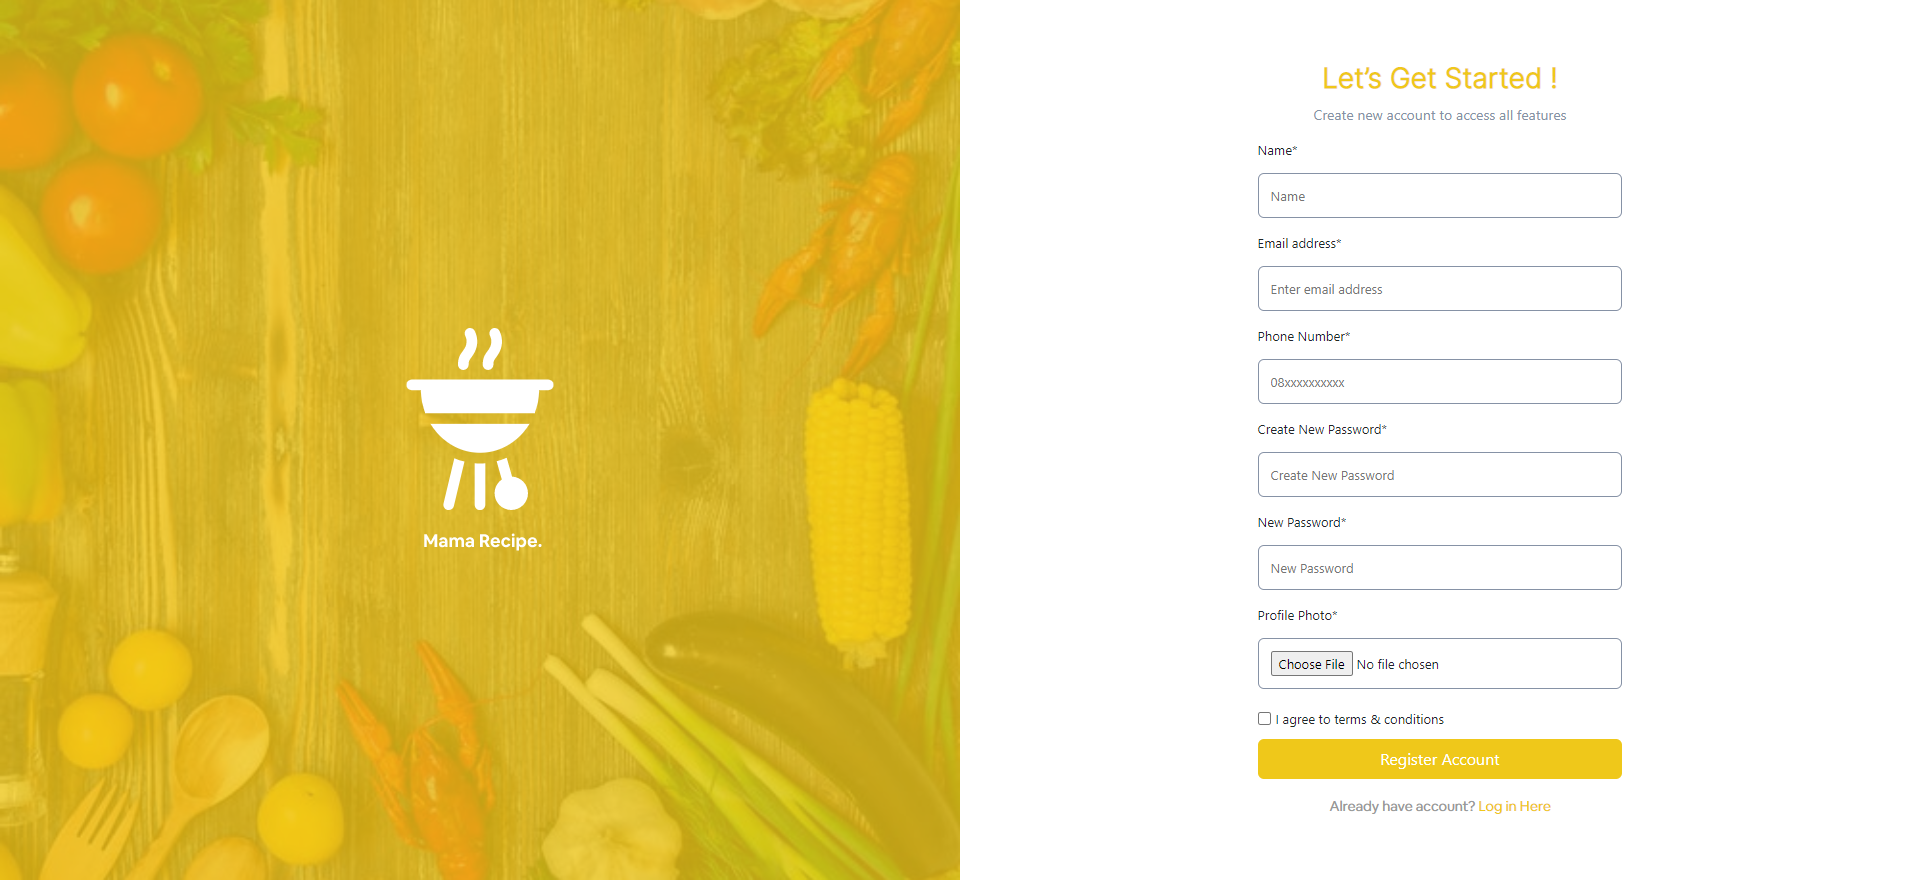 Mama Recipe.
Let's Get Started !
Create new account to access all features
Name*
Name
Email address*
Enter email address
Phone Number*
08xxxxxxxxxx
Create New Password*
Create New Password
New Password*
New Password
Profile Photo*
Choose File No file chosen
I agree to terms & conditions
Register Account
Already have account? Log in Here